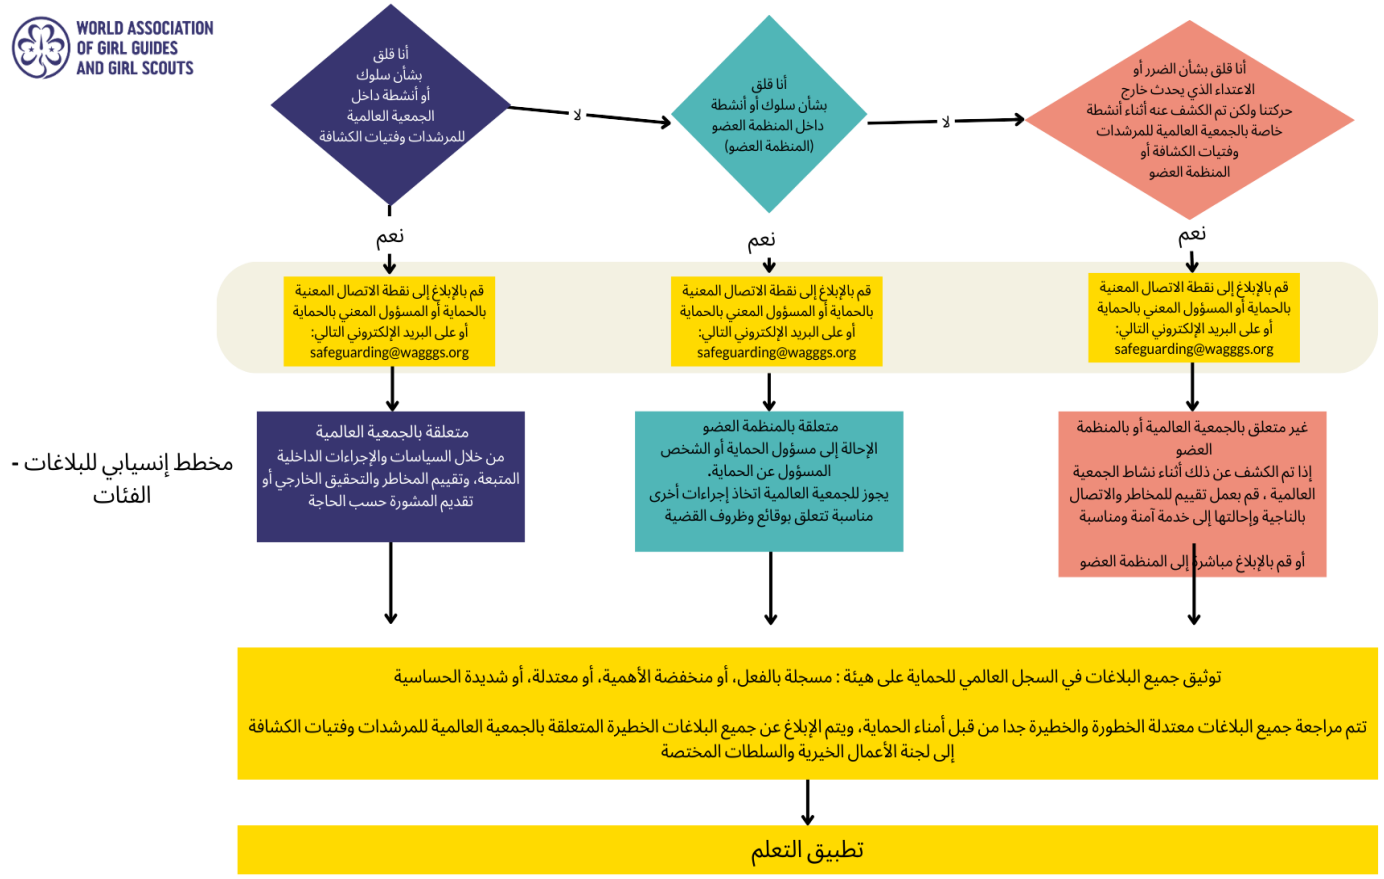 WORLD ASSOCIATION
OF GIRL GUIDES
AND GIRL SCOUTS
أنا قلق
بشأن سلوك
أو أنشطة داخل
الجمعية العالمية
للمرشدات وفتيات الكشافة
لا
أنا قلق
بشأن سلوك أو أنشطة
داخل المنظمة العضو
(المنظمة العضو)
لا
أنا قلق بشأن الضرر أو
الاعتداء الذي يحدث خارج
حركتنا ولكن تم الكشف عنه أثناء أنشطة
خاصة بالجمعية العالمية للمرشدات
وفتيات الكشافة أو
المنظمة العضو
نعم
نعم
نعم
قم بالإبلاغ إلى نقطة الاتصال المعنية
بالحماية أو المسؤول المعني بالحماية
أو على البريد الإلكتروني التالي:
safeguarding@wagggs.org
قم بالإبلاغ إلى نقطة الاتصال المعنية
بالحماية أو المسؤول المعني بالحماية
أو على البريد الإلكتروني التالي:
safeguarding@wagggs.org
قم بالإبلاغ إلى نقطة الاتصال المعنية
بالحماية أو المسؤول المعني بالحماية
أو على البريد الإلكتروني التالي:
safeguarding@wagggs.org
مخطط إنسيابي للبلاغات -
الفئات
متعلقة بالجمعية العالمية
من خلال السياسات والإجراءات الداخلية
المتبعة، وتقييم المخاطر والتحقيق الخارجي أو
تقديم المشورة حسب الحاجة
متعلقة بالمنظمة العضو
الإحالة إلى مسؤول الحماية أو الشخص
المسؤول عن الحماية.
يجوز للجمعية العالمية اتخاذ إجراءات أخرى
مناسبة تتعلق بوقائع وظروف القضية
غير متعلق بالجمعية العالمية أو بالمنظمة
العضو
إذا تم الكشف عن ذلك أثناء نشاط الجمعية
العالمية ، قم بعمل تقييم للمخاطر والاتصال
بالناجية وإحالتها إلى خدمة آمنة ومناسبة
أو قم بالإبلاغ مباشرة إلى المنظمة العضو
توثيق جميع البلاغات في السجل العالمي للحماية على هيئة : مسجلة بالفعل، أو منخفضة الأهمية، أو معتدلة، أو شديدة الحساسية
تتم مراجعة جميع البلاغات معتدلة الخطورة والخطيرة جدا من قبل أمناء الحماية، ويتم الإبلاغ عن جميع البلاغات الخطيرة المتعلقة بالجمعية العالمية للمرشدات وفتيات الكشافة
إلى لجنة الأعمال الخيرية والسلطات المختصة
تطبيق التعلم